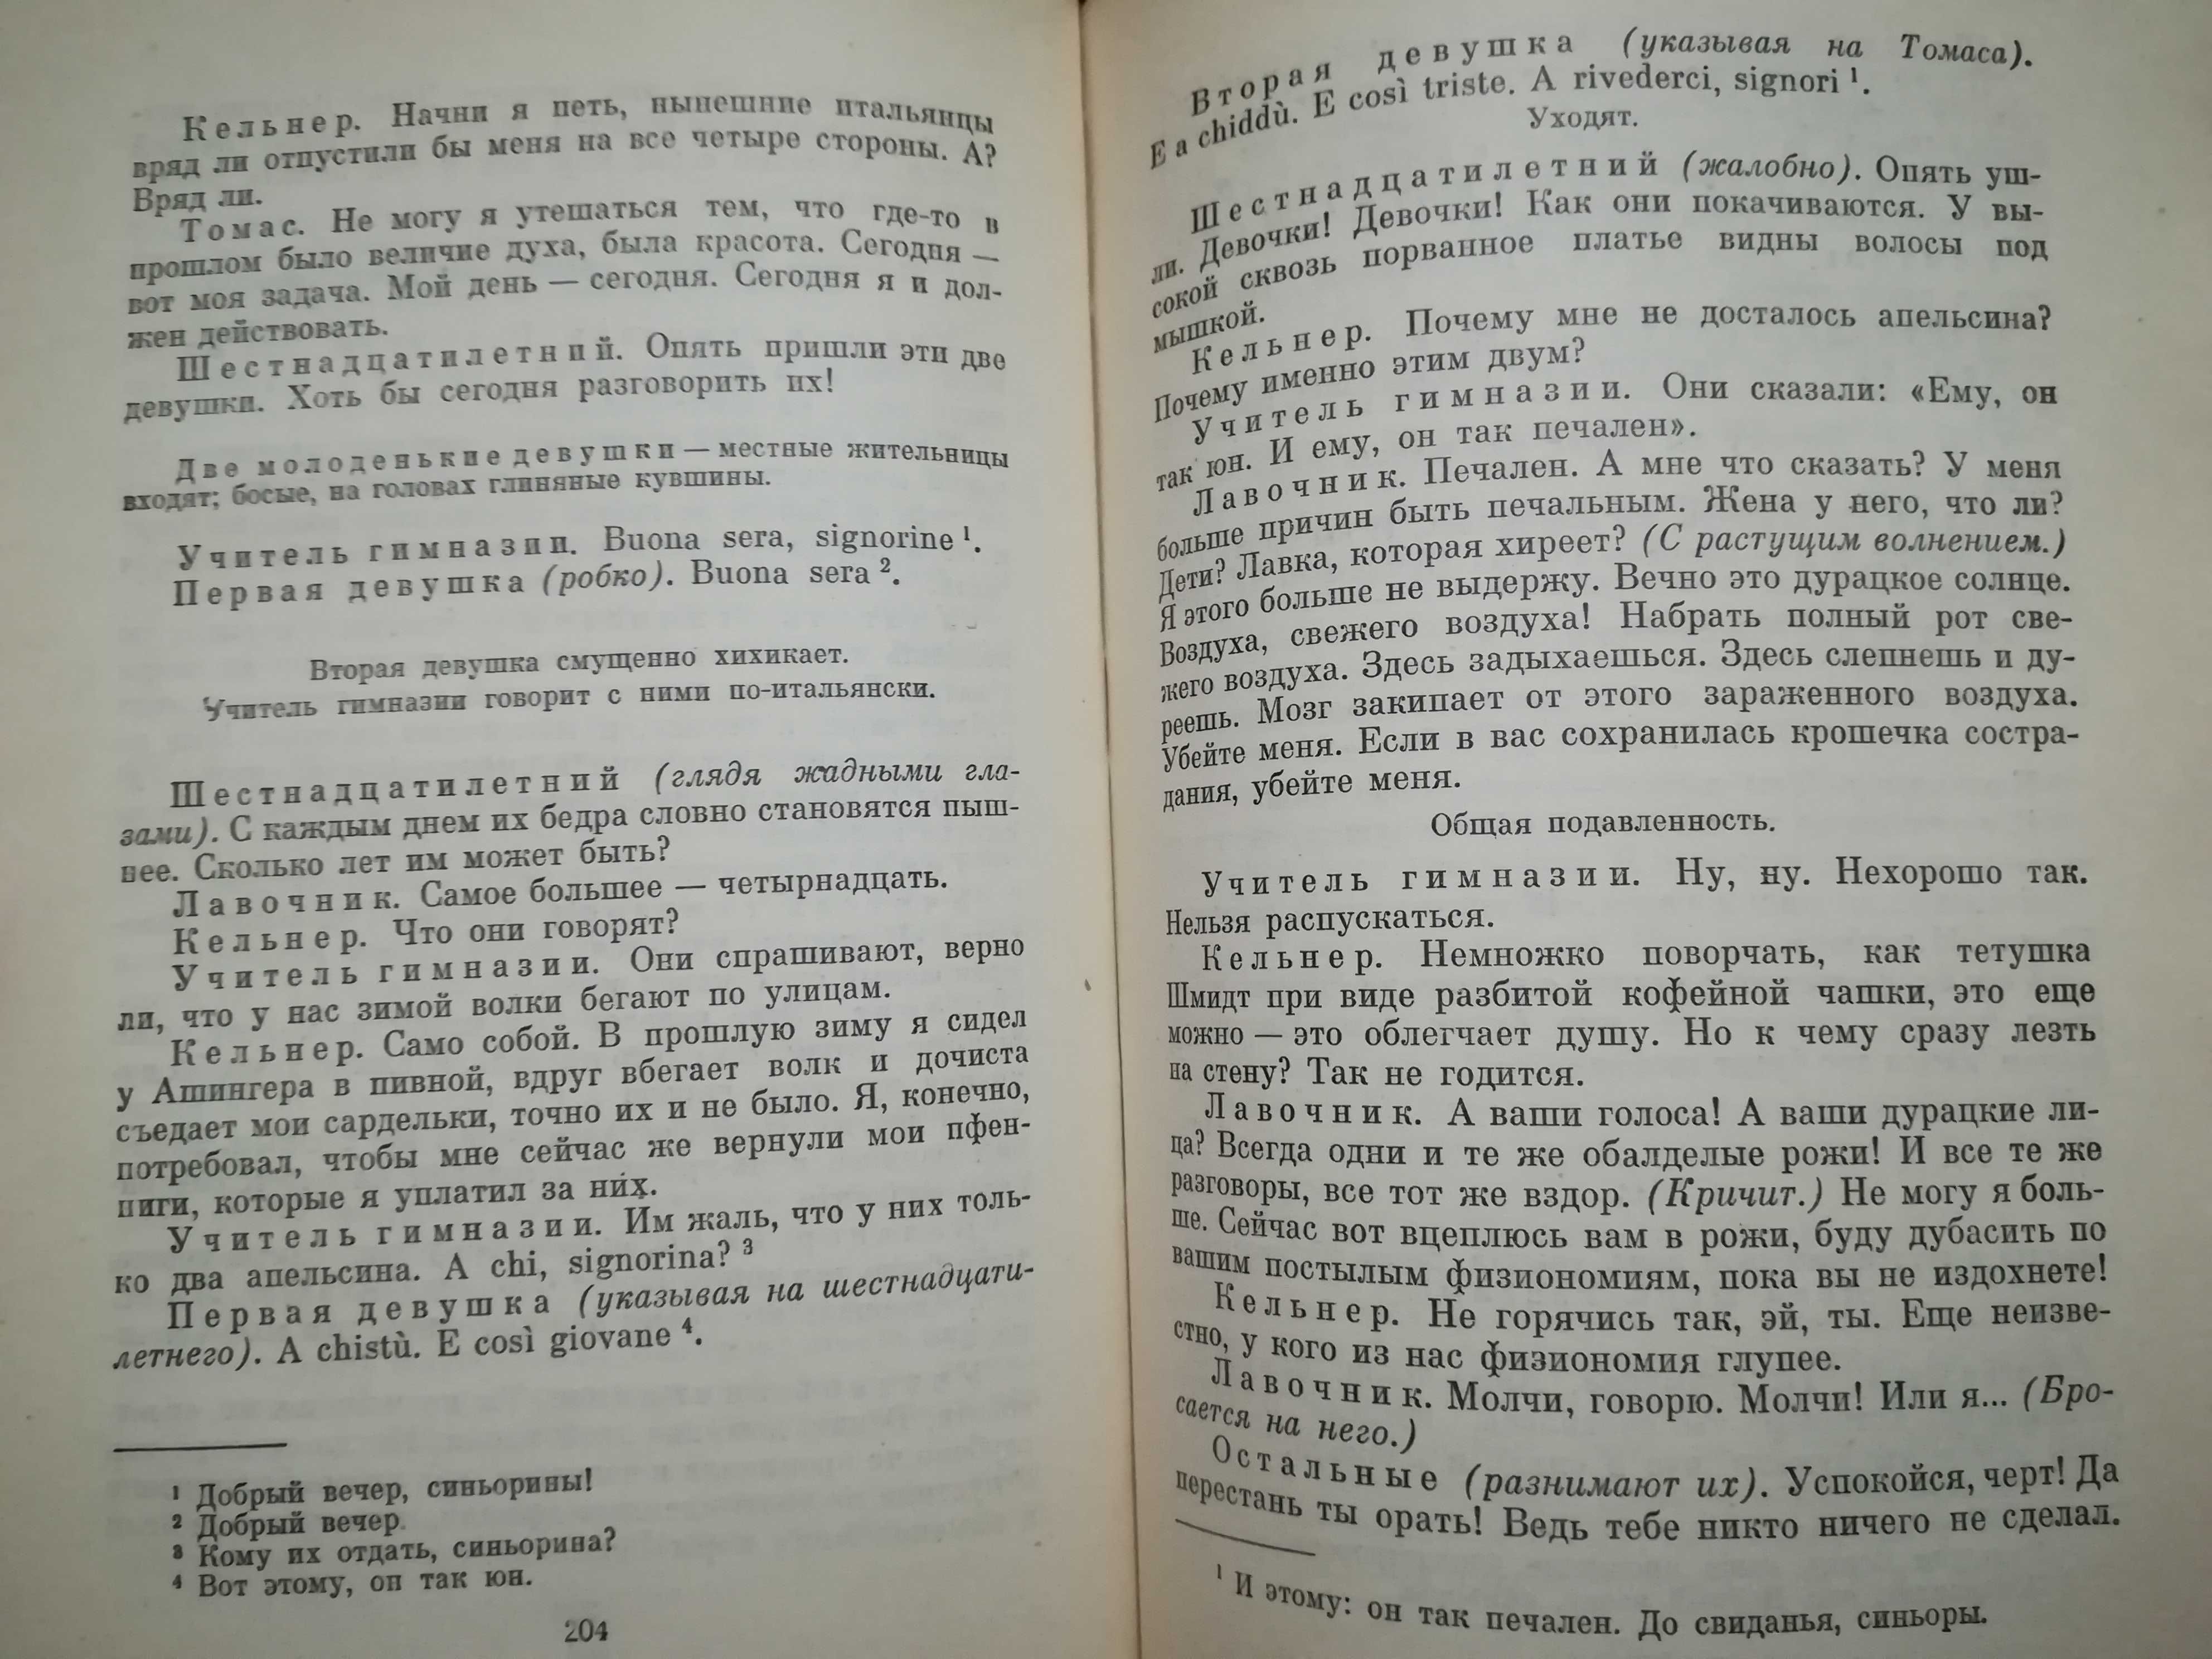 Кельнер. Начни я петь, нынешние итальянцы
вряд ли отпустили бы меня на все четыре стороны. А?
Вряд ли.
Томас. Не могу я утешаться тем, что где-то в
прошлом было величие духа, была красота. Сегодня —
вот моя задача. Мой день — сегодня. Сегодня я и дол-
жен действовать.
Шестнадцатилетний. Опять пришли эти две
девушки. Хоть бы сегодня разговорить их!
Две молоденькие девушки — местные жительницы
входят; босые, на головах глиняные кувшины.
Учитель гимназии. Buona sera, signorine ¹.
Первая девушка (робко). Buona sera ².
Вторая девушка смущенно хихикает.
Учитель гимназии говорит с ними по-итальянски.
Шестнадцатилетний (глядя жадными гла-
зами). С каждым днем их бедра словно становятся пыш-
нее. Сколько лет им может быть?
Лавочник. Самое большее — четырнадцать.
Кельнер. Что они говорят?
Учитель гимназии. Они спрашивают, верно
ли, что у нас зимой волки бегают по улицам.
Кельнер. Само собой. В прошлую зиму я сидел
у Ашингера в пивной, вдруг вбегает волк и дочиста
съедает мои сардельки, точно их и не было. Я, конечно,
потребовал, чтобы мне сейчас же вернули мои пфен-
ниги, которые я уплатил за них.
Учитель гимназии. Им жаль, что у них толь-
ко два апельсина. A chi, signorina? ³
Первая девушка (указывая на шестнадцати-
летнего). A chistù. E così giovane ⁴.
¹ Добрый вечер, синьорины!
² Добрый вечер.
³ Кому их отдать, синьорина?
⁴ Вот этому, он так юн.
204
Вторая девушка (указывая на Томаса).
E a chiddù. E così triste. A rivederci, signori ¹.
Уходят.
Шестнадцатилетний (жалобно). Опять уш-
ли. Девочки! Девочки! Как они покачиваются. У вы-
сокой сквозь порванное платье видны волосы под
мышкой.
Кельнер. Почему мне не досталось апельсина?
Почему именно этим двум?
Учитель гимназии. Они сказали: «Ему, он
так юн. И ему, он так печален».
Лавочник. Печален. А мне что сказать? У меня
больше причин быть печальным. Жена у него, что ли?
Дети? Лавка, которая хиреет? (С растущим волнением.)
Я этого больше не выдержу. Вечно это дурацкое солнце.
Воздуха, свежего воздуха! Набрать полный рот све-
жего воздуха. Здесь задыхаешься. Здесь слепнешь и ду-
реешь. Мозг закипает от этого зараженного воздуха.
Убейте меня. Если в вас сохранилась крошечка состра-
дания, убейте меня.
Общая подавленность.
Учитель гимназии. Ну, ну. Нехорошо так.
Нельзя распускаться.
Кельнер. Немножко поворчать, как тетушка
Шмидт при виде разбитой кофейной чашки, это еще
можно — это облегчает душу. Но к чему сразу лезть
на стену? Так не годится.
Лавочник. А ваши голоса! А ваши дурацкие ли-
ца? Всегда одни и те же обалделые рожи! И все те же
разговоры, все тот же вздор. (Кричит.) Не могу я боль-
ше. Сейчас вот вцеплюсь вам в рожи, буду дубасить по
вашим постылым физиономиям, пока вы не издохнете!
Кельнер. Не горячись так, эй, ты. Еще неизве-
стно, у кого из нас физиономия глупее.
Лавочник. Молчи, говорю. Молчи! Или я... (Бро-
сается на него.)
Остальные (разнимают их). Успокойся, черт! Да
перестань ты орать! Ведь тебе никто ничего не сделал.
¹ И этому: он так печален. До свиданья, синьоры.